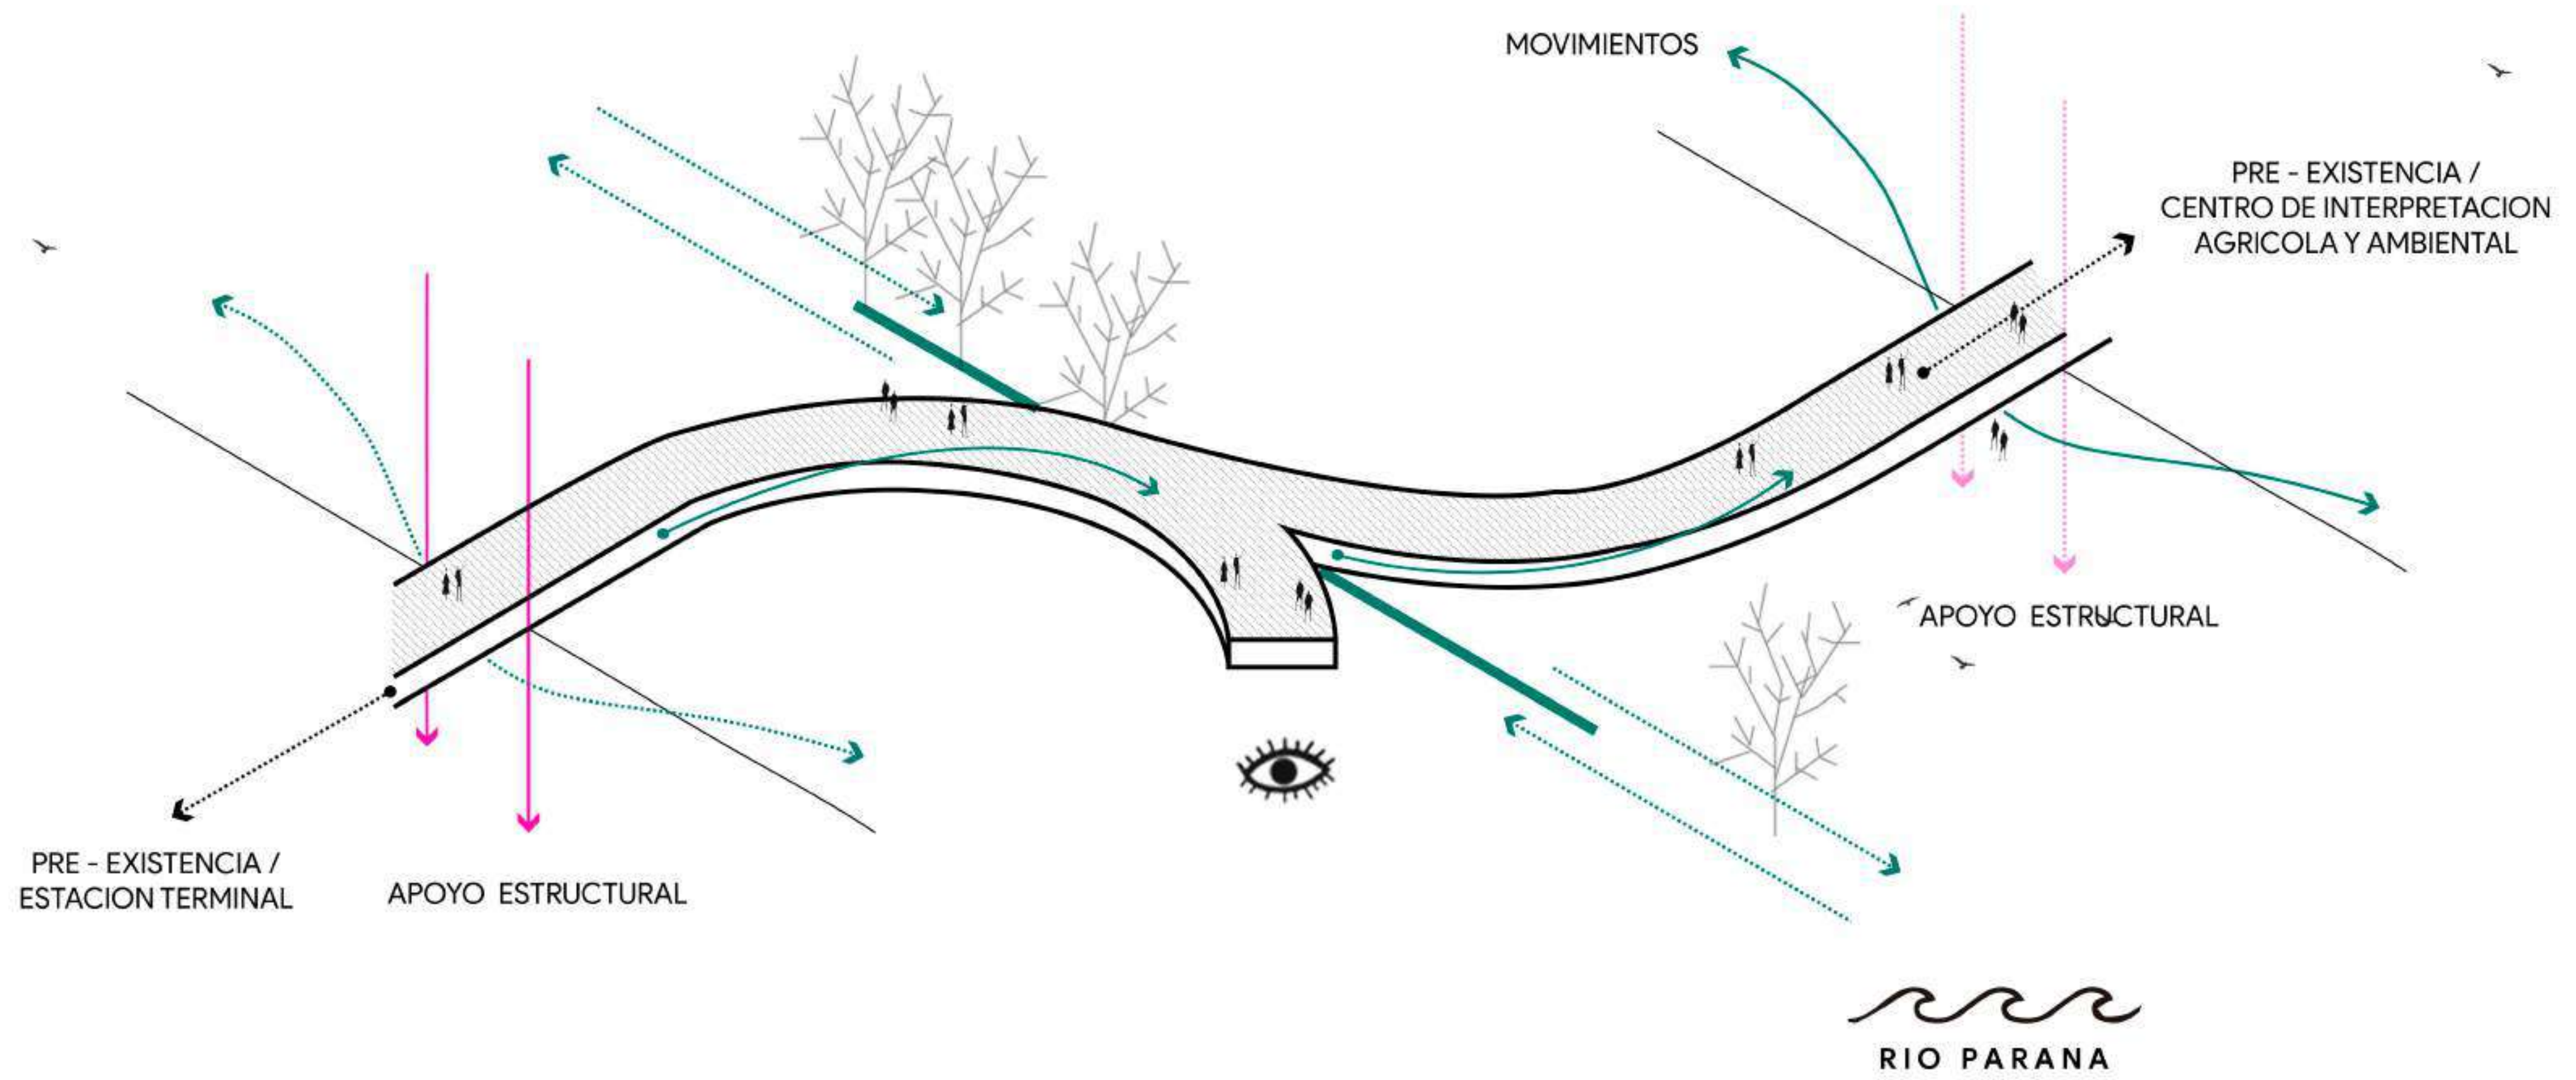 MOVIMIENTOS
PRE - EXISTENCIA /
CENTRO DE INTERPRETACION
AGRICOLA Y AMBIENTAL
APOYO ESTRUCTURAL
PRE - EXISTENCIA /
ESTACION TERMINAL
APOYO ESTRUCTURAL
RIO PARANA